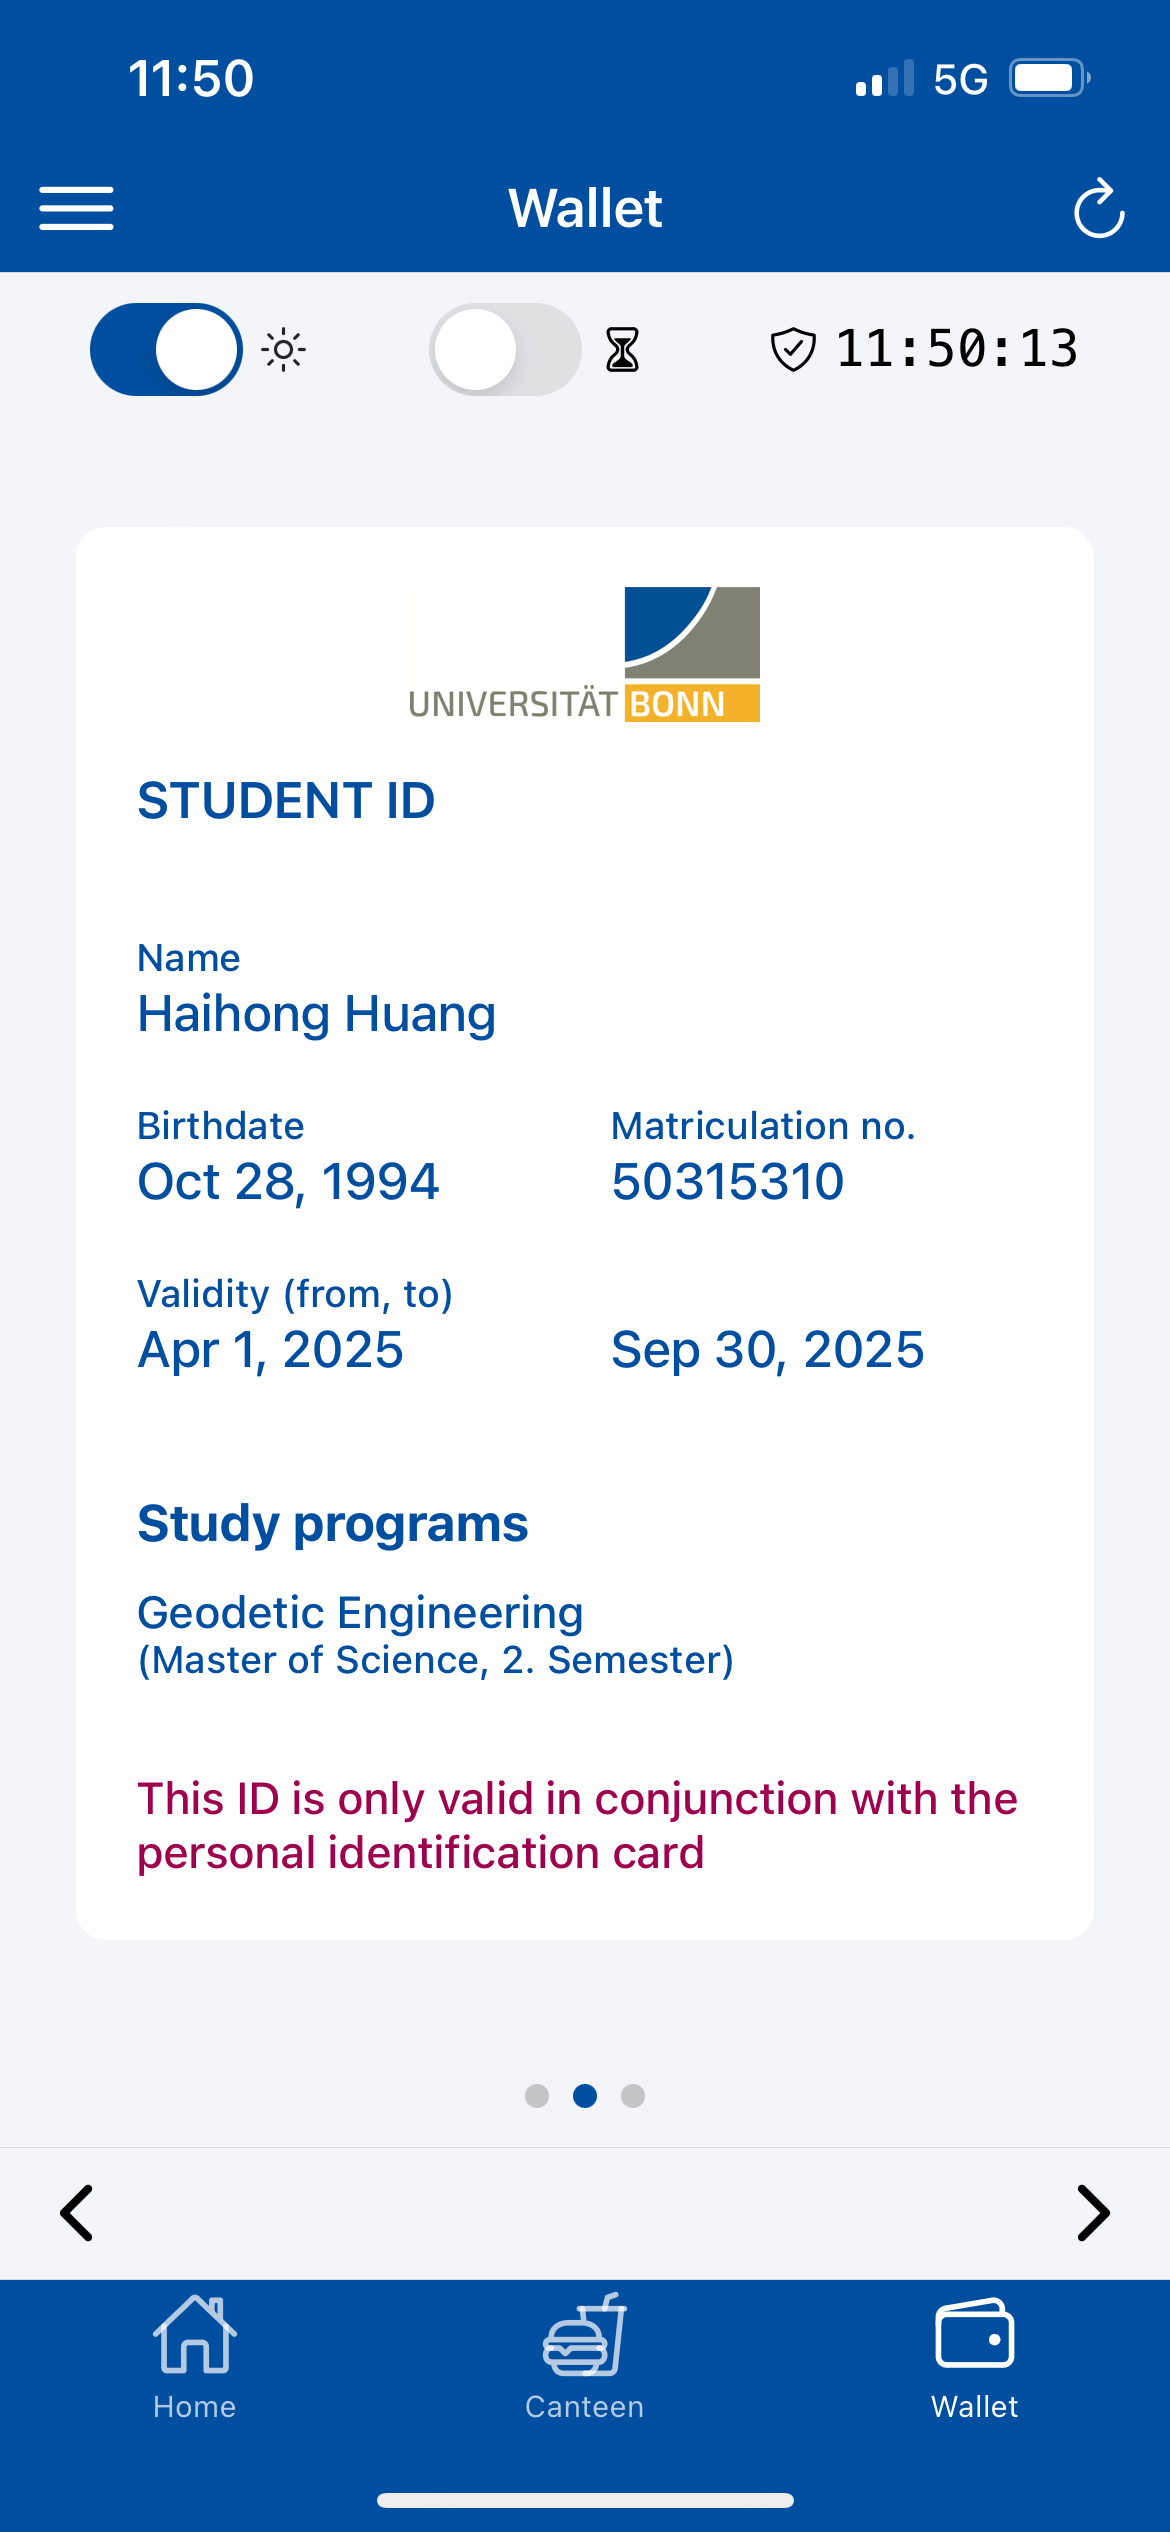 11:50
5G
Wallet
11:50:13
UNIVERSITÄT BONN
STUDENT ID
Name
Haihong Huang
Birthdate
Matriculation no.
Oct 28, 1994
50315310
Validity (from, to)
Apr 1, 2025
Sep 30, 2025
Study programs
Geodetic Engineering
(Master of Science, 2. Semester)
This ID is only valid in conjunction with the
personal identification card
Home
Canteen
Wallet